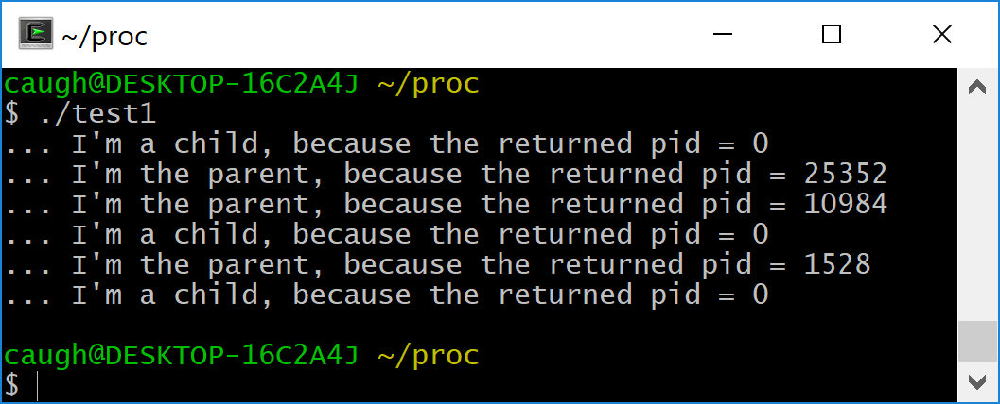 ~/proc
caugh@DESKTOP-16C2A4J ~/proc
$ ./test1
... I'm a child, because the returned pid = 0
... I'm the parent, because the returned pid = 25352
... I'm the parent, because the returned pid = 10984
... I'm a child, because the returned pid = 0
... I'm the parent, because the returned pid = 1528
... I'm a child, because the returned pid = 0
caugh@DESKTOP-16C2A4J ~/proc
$